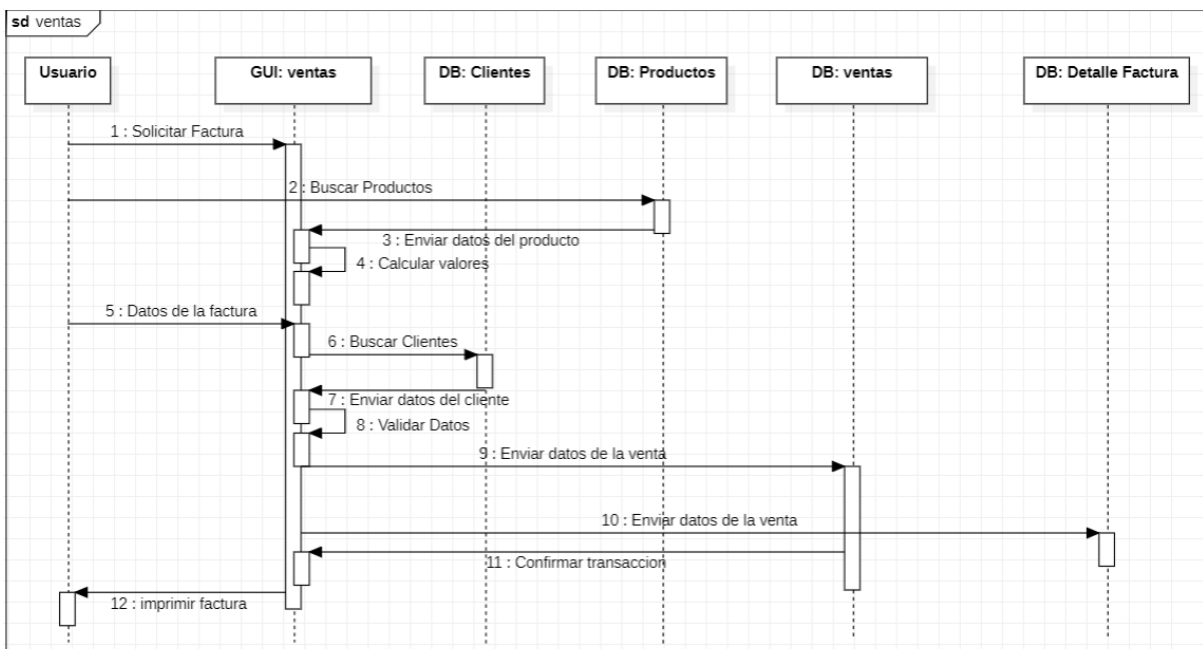 sd ventas
Usuario
GUI: ventas
DB: Clientes
DB: Productos
DB: ventas
DB: Detalle Factura
1 : Solicitar Factura
2 : Buscar Productos
3 : Enviar datos del producto
4 : Calcular valores
5 : Datos de la factura
6 : Buscar Clientes
7 : Enviar datos del cliente
8 : Validar Datos
9 : Enviar datos de la venta
10 : Enviar datos de la venta
11 : Confirmar transaccion
12 : imprimir factura